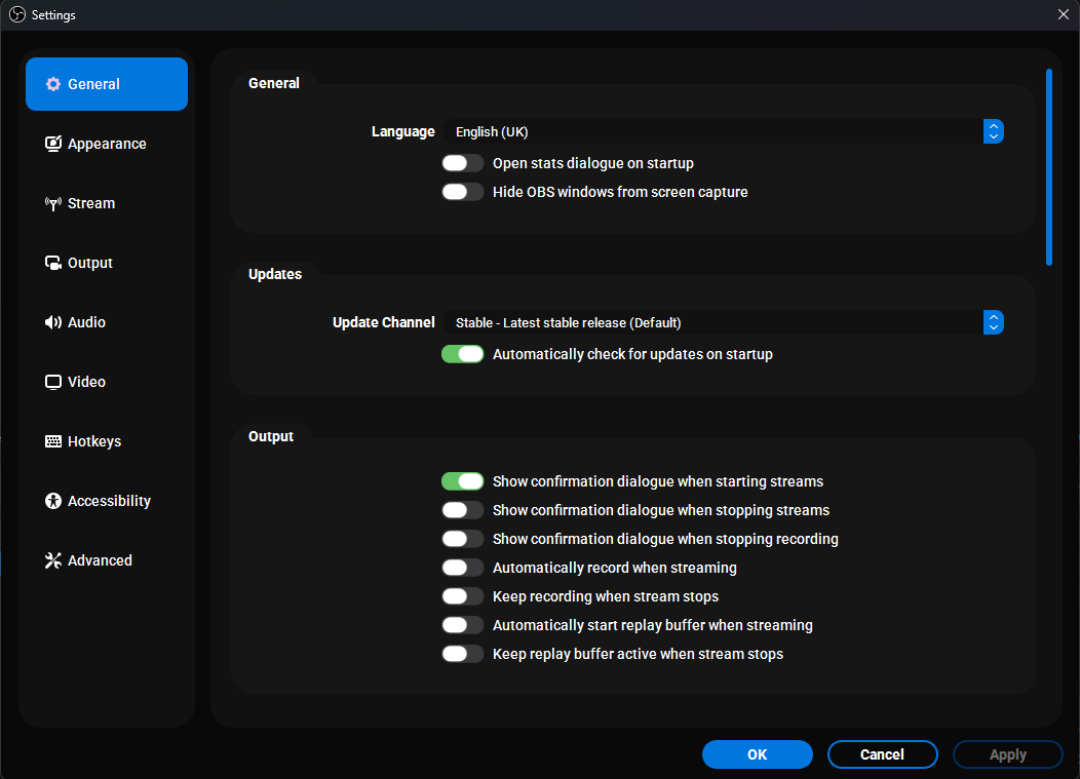 Settings
General
Appearance
Stream
Output
Audio
Video
Hotkeys
Accessibility
Advanced
General
Language English (UK)
Open stats dialogue on startup
Hide OBS windows from screen capture
Updates
Update Channel Stable - Latest stable release (Default)
Automatically check for updates on startup
Output
Show confirmation dialogue when starting streams
Show confirmation dialogue when stopping streams
Show confirmation dialogue when stopping recording
Automatically record when streaming
Keep recording when stream stops
Automatically start replay buffer when streaming
Keep replay buffer active when stream stops
OK Cancel Apply